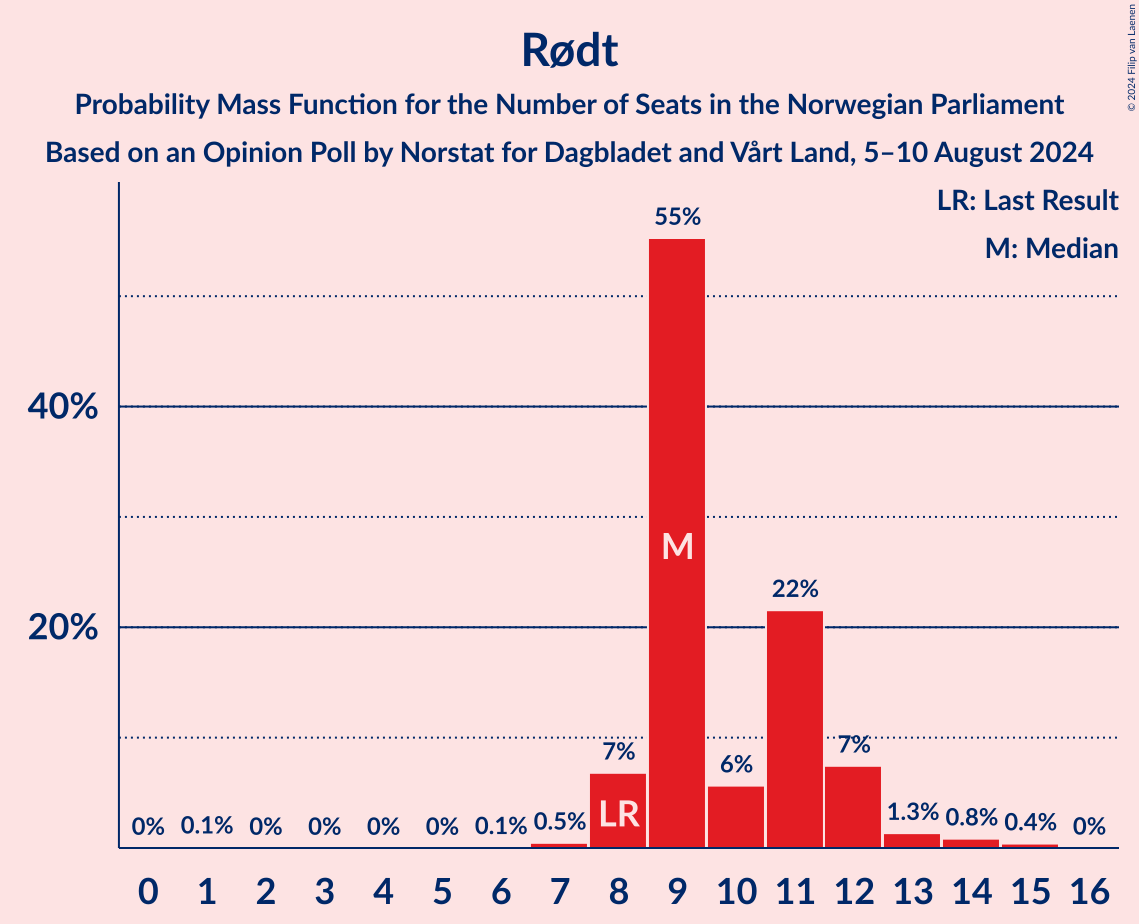 Rødt
Probability Mass Function for the Number of Seats in the Norwegian Parliament
Based on an Opinion Poll by Norstat for Dagbladet and Vårt Land, 5–10 August 2024
© 2024 Filip van Laenen
LR: Last Result
M: Median
55%
40%
M
22%
20%
7%
7%
6%
LR
0% 0.1% 0% 0% 0% 0% 0.1% 0.5% 1.3% 0.8% 0.4% 0%
0 1 2 3 4 5 6 7 8 9 10 11 12 13 14 15 16